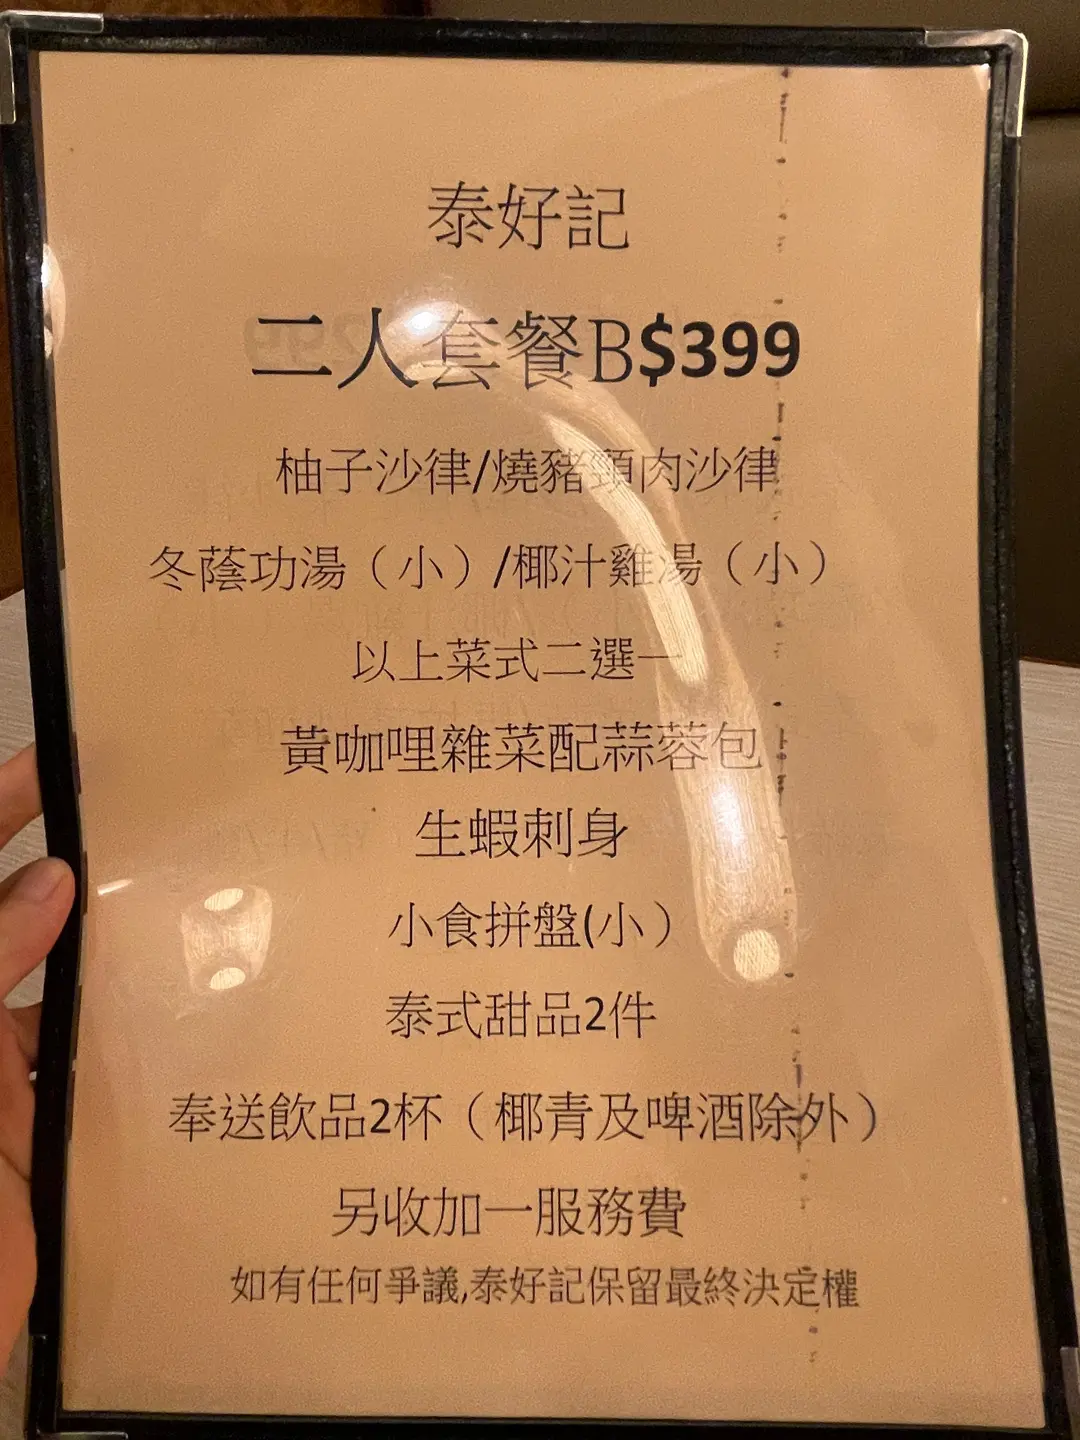 泰好記
二人套餐B$399
柚子沙律/燒豬頸肉沙律
冬蔭功湯（小）/椰汁雞湯（小）
以上菜式二選一
黃咖哩雜菜配蒜蓉包
生蝦刺身
小食拼盤(小）
泰式甜品2件
奉送飲品2杯（椰青及啤酒除外）
另收加一服務費
如有任何爭議,泰好記保留最終決定權